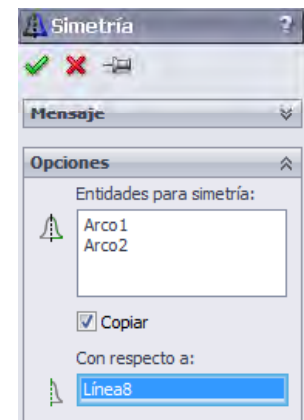 Simetría ?
Mensaje
Opciones
Entidades para simetría:
Arco1
Arco2
Copiar
Con respecto a:
Línea8